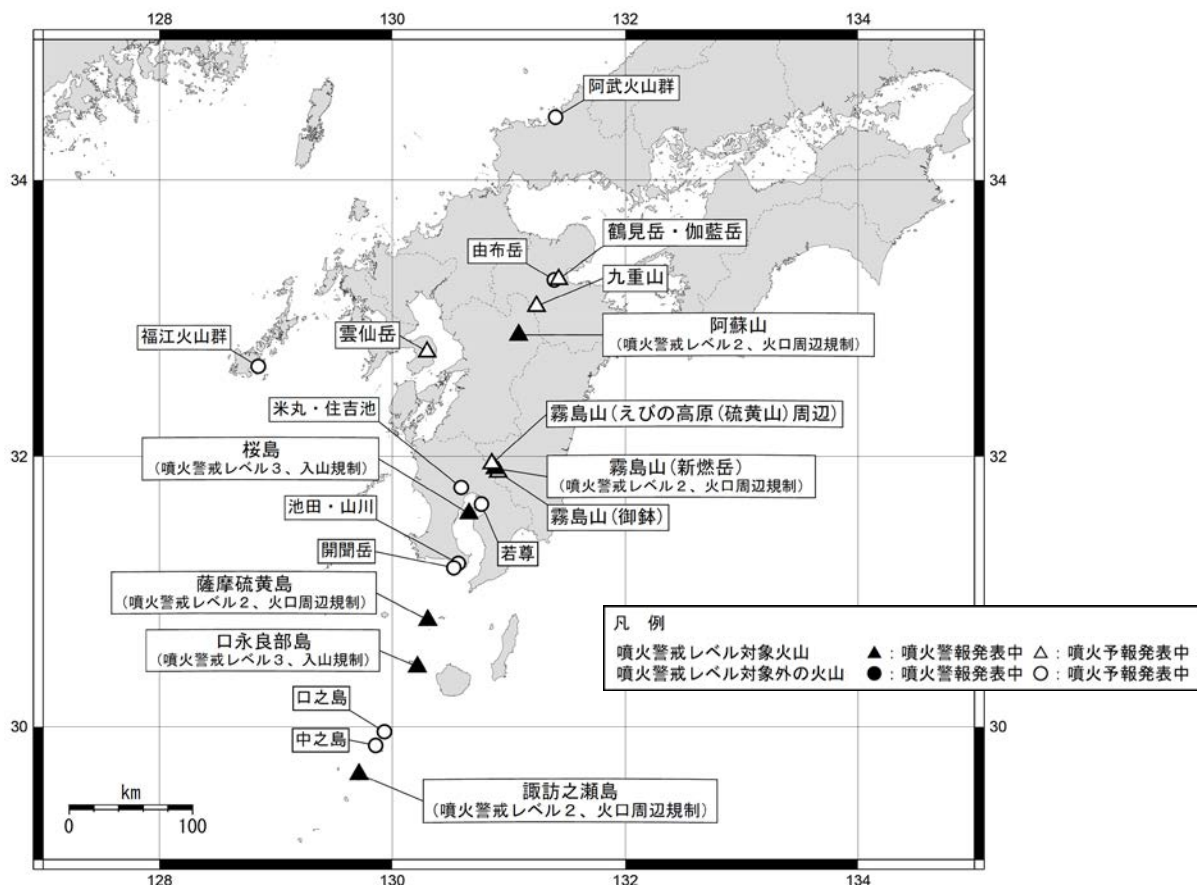 128
130
132
134
阿武火山群
34
34
鶴見岳・伽藍岳
由布岳
九重山
阿蘇山
(噴火警戒レベル2、火口周辺規制)
雲仙岳
福江火山群
米丸・住吉池
霧島山(えびの高原(硫黄山)周辺)
桜島
(噴火警戒レベル3、入山規制)
32
霧島山(新燃岳)
(噴火警戒レベル2、火口周辺規制)
32
池田・山川
霧島山(御鉢)
開聞岳
若尊
薩摩硫黄島
(噴火警戒レベル2、火口周辺規制)
口永良部島
(噴火警戒レベル3、入山規制)
凡 例
噴火警戒レベル対象火山 ▲:噴火警報発表中 △:噴火予報発表中
噴火警戒レベル対象外の火山 ●:噴火警報発表中 ○:噴火予報発表中
口之島
30
30
中之島
諏訪之瀬島
(噴火警戒レベル2、火口周辺規制)
km
0 100
128
130
132
134